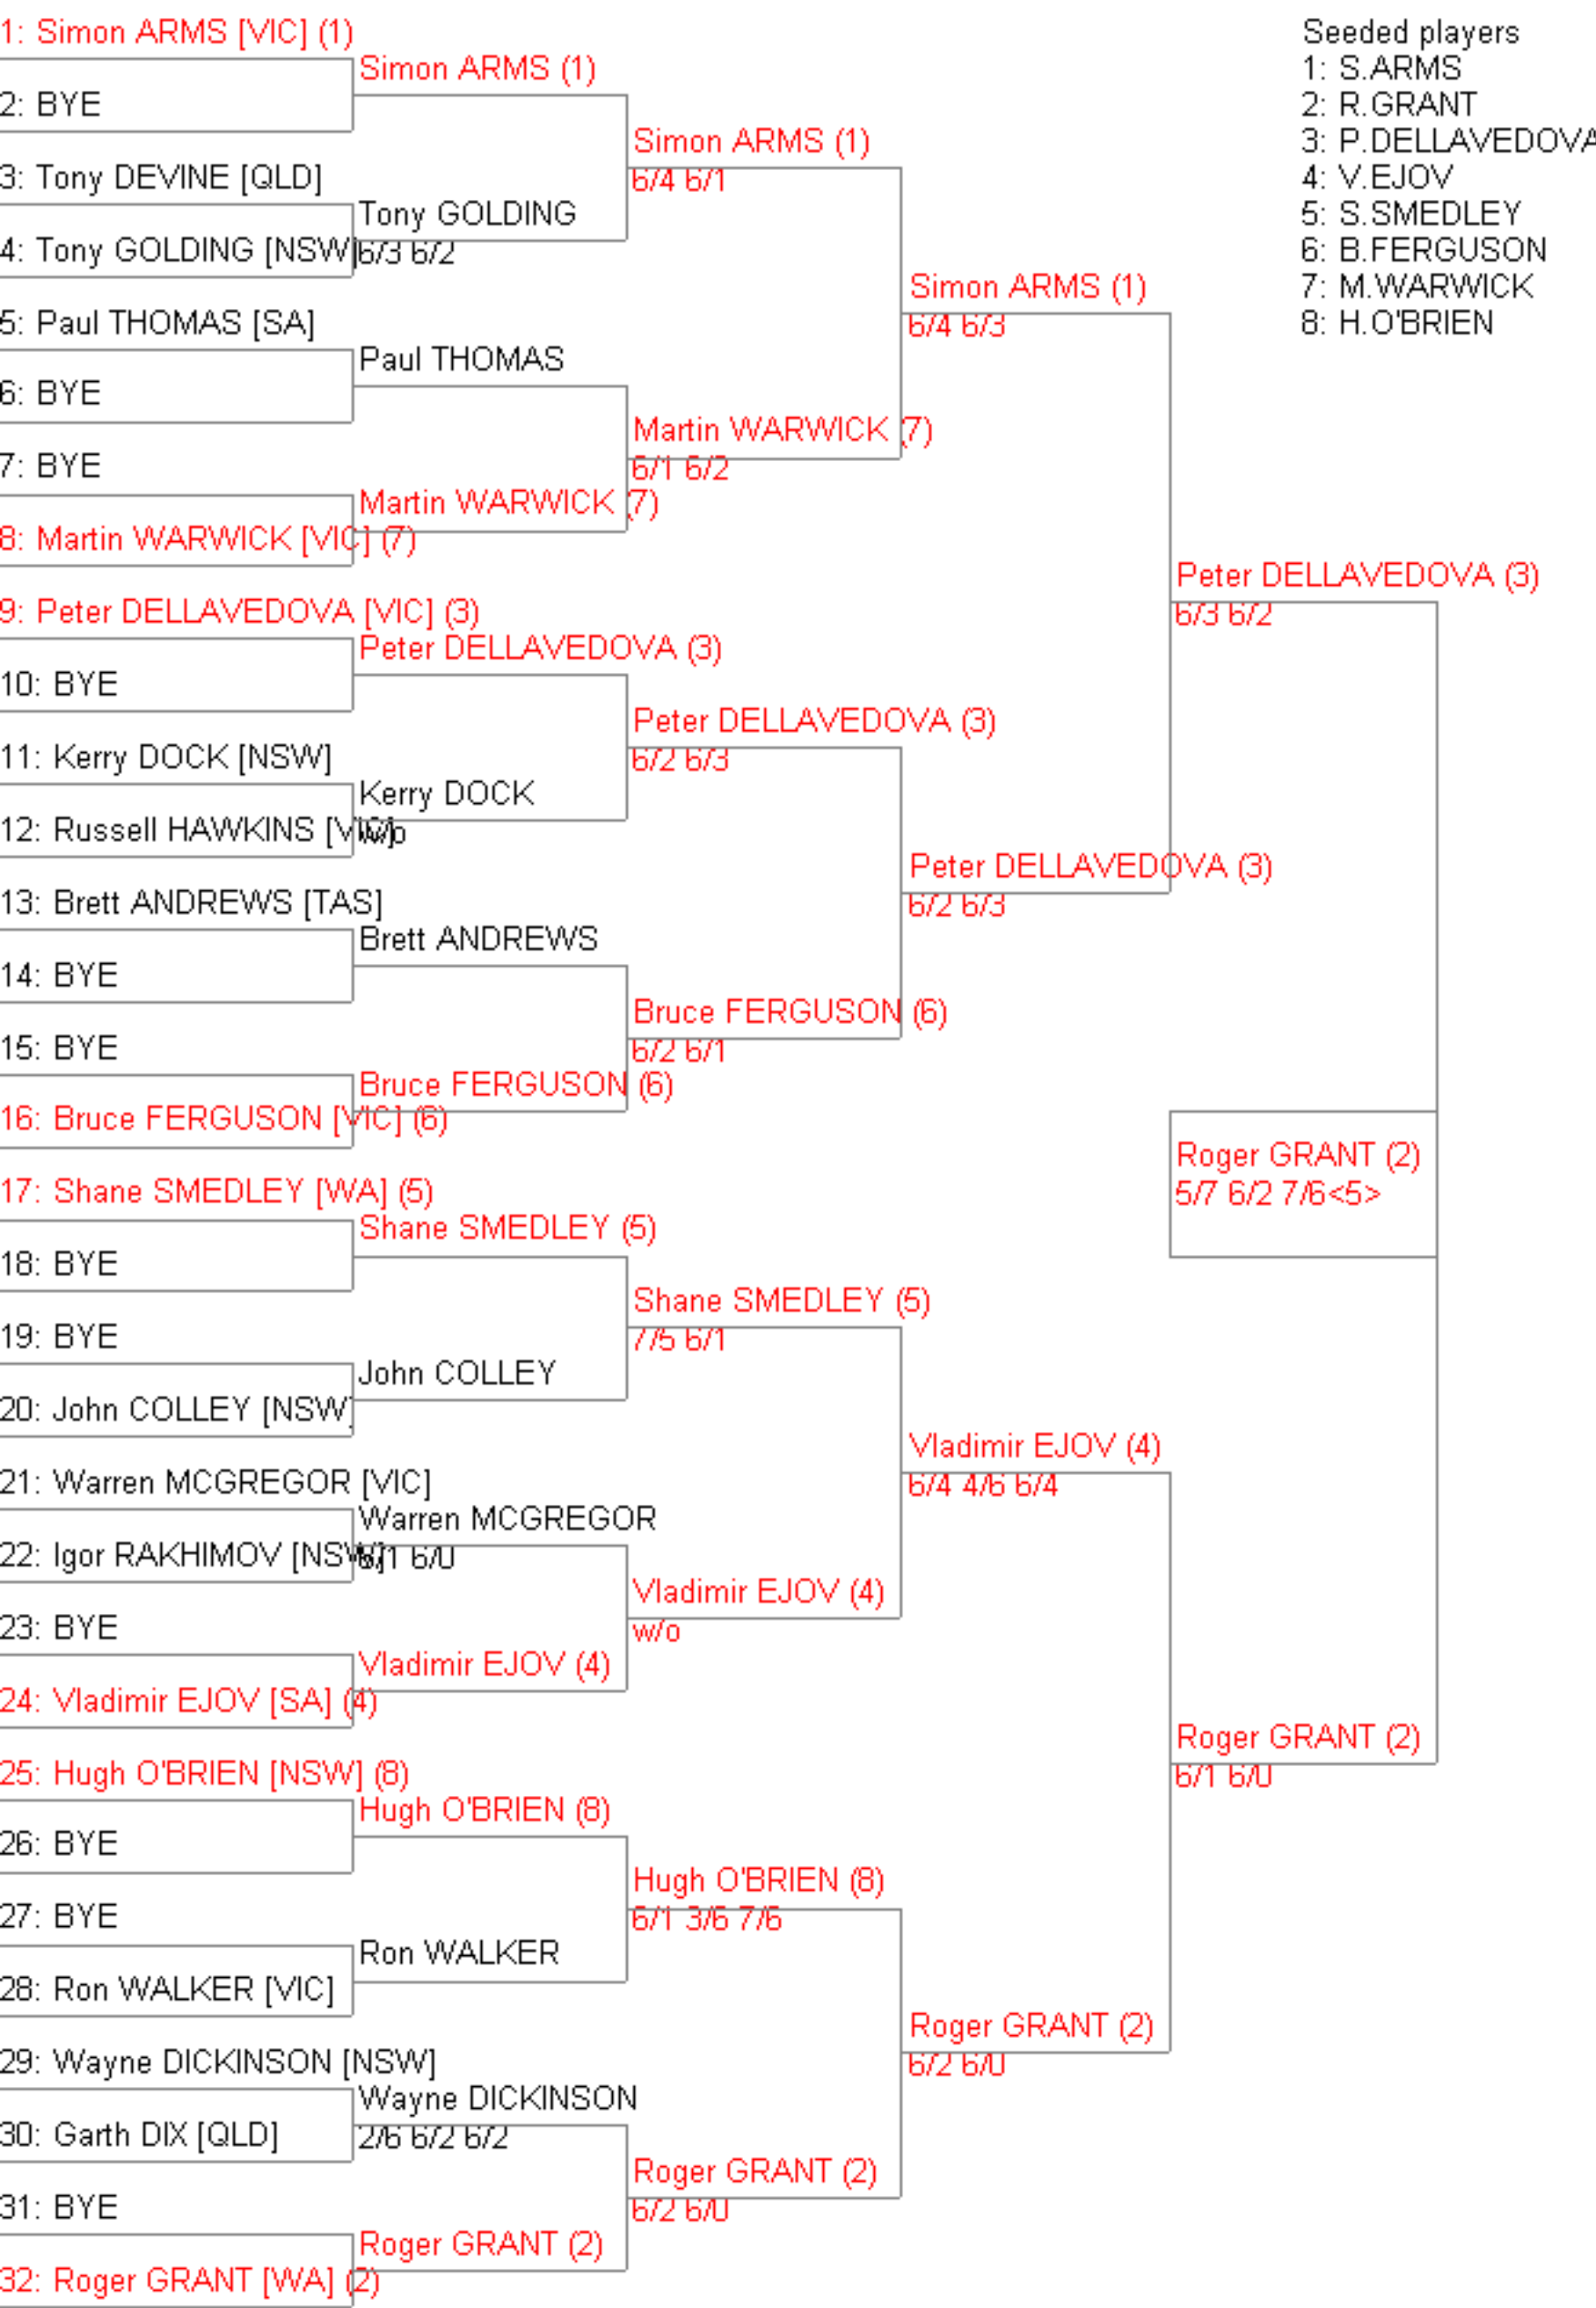 1: Simon ARMS [VIC] (1)
2: BYE
3: Tony DEVINE [QLD]
4: Tony GOLDING [NSW]
5: Paul THOMAS [SA]
6: BYE
7: BYE
8: Martin WARWICK [VIC] (7)
9: Peter DELLAVEDOVA [VIC] (3)
10: BYE
11: Kerry DOCK [NSW]
12: Russell HAWKINS [VIC]
13: Brett ANDREWS [TAS]
14: BYE
15: BYE
16: Bruce FERGUSON [VIC] (6)
17: Shane SMEDLEY [WA] (5)
18: BYE
19: BYE
20: John COLLEY [NSW]
21: Warren MCGREGOR [VIC]
22: Igor RAKHIMOV [NSW]
23: BYE
24: Vladimir EJOV [SA] (4)
25: Hugh O'BRIEN [NSW] (8)
26: BYE
27: BYE
28: Ron WALKER [VIC]
29: Wayne DICKINSON [NSW]
30: Garth DIX [QLD]
31: BYE
32: Roger GRANT [WA] (2)
Simon ARMS (1)
Tony GOLDING
6/3 6/2
Paul THOMAS
Martin WARWICK (7)
Peter DELLAVEDOVA (3)
Kerry DOCK
w/o
Brett ANDREWS
Bruce FERGUSON (6)
Shane SMEDLEY (5)
John COLLEY
Warren MCGREGOR
6/1 6/0
Vladimir EJOV (4)
Hugh O'BRIEN (8)
Ron WALKER
Wayne DICKINSON
2/6 6/2 6/2
Roger GRANT (2)
Simon ARMS (1)
6/4 6/1
Martin WARWICK (7)
6/1 6/2
Peter DELLAVEDOVA (3)
6/2 6/3
Bruce FERGUSON (6)
6/2 6/1
Shane SMEDLEY (5)
7/5 6/1
Vladimir EJOV (4)
w/o
Hugh O'BRIEN (8)
6/1 3/6 7/6
Roger GRANT (2)
6/2 6/0
Simon ARMS (1)
6/4 6/3
Peter DELLAVEDOVA (3)
6/2 6/3
Vladimir EJOV (4)
6/4 4/6 6/4
Roger GRANT (2)
6/2 6/0
Peter DELLAVEDOVA (3)
6/3 6/2
Roger GRANT (2)
5/7 6/2 7/6<5>
Roger GRANT (2)
6/1 6/0
Seeded players
1: S.ARMS
2: R.GRANT
3: P.DELLAVEDOVA
4: V.EJOV
5: S.SMEDLEY
6: B.FERGUSON
7: M.WARWICK
8: H.O'BRIEN